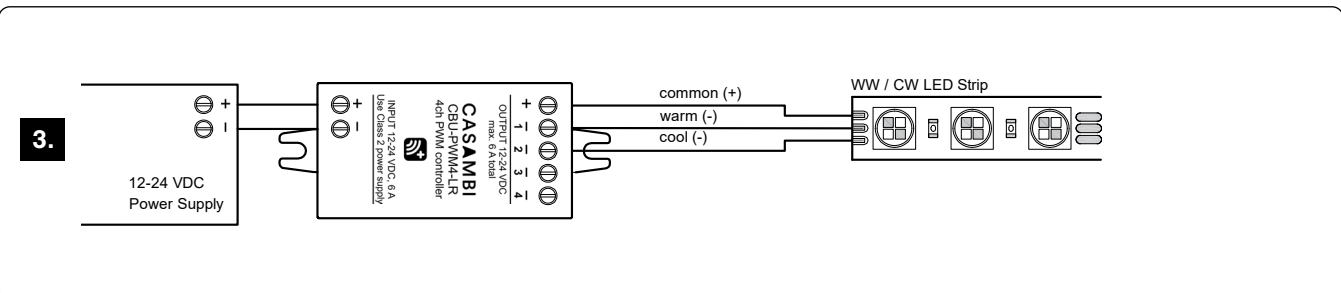 3.
12-24 VDC
Power Supply
+
−
+
−
INPUT 12-24 VDC, 6 A
Use Class 2 power supply
CASAMBI
CBU-PWM4-LR
4ch PWM controller
OUTPUT 12-24 VDC
max. 6 A total
+
1 −
2 −
3 −
4 −
common (+)
warm (-)
cool (-)
WW / CW LED Strip